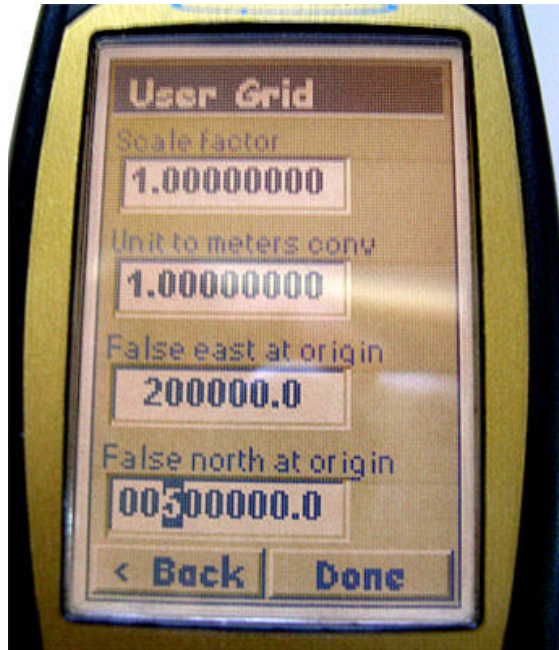 User Grid
Scale factor
1.00000000
Unit to meters conv
1.00000000
False east at origin
200000.0
False north at origin
00500000.0
< Back Done